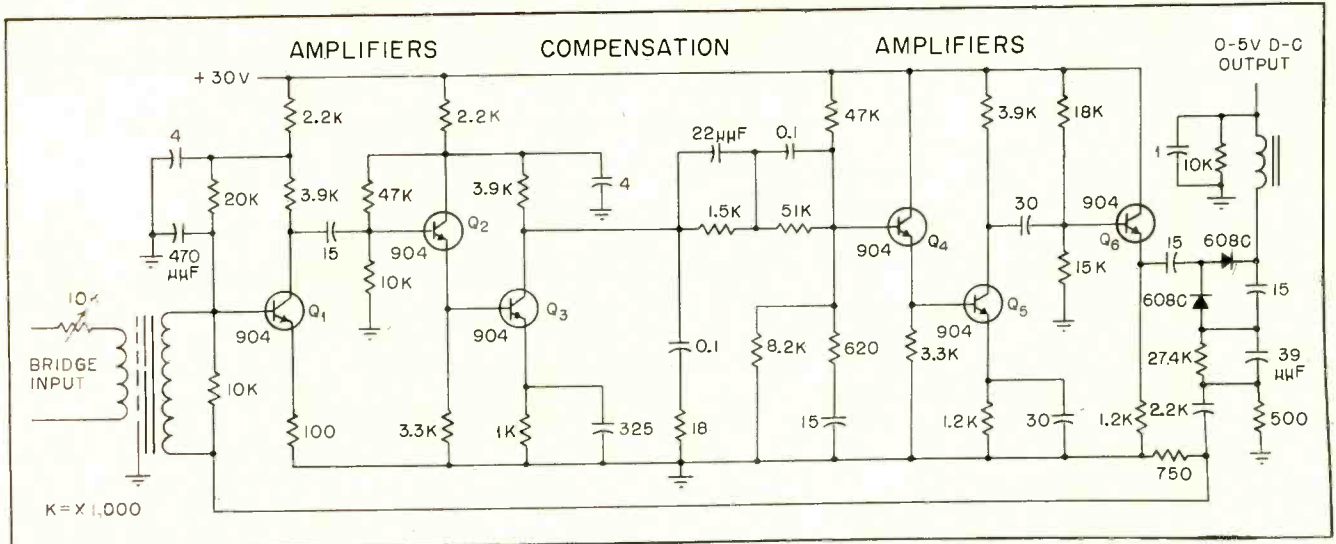 AMPLIFIERS
COMPENSATION
AMPLIFIERS
0-5V D-C
OUTPUT
+30V
2.2K
2.2K
47K
3.9K
18K
4
22μμF
0.1
1
10K
20K
3.9K
47K
3.9K
4
1.5K
51K
Q2
904
904
Q4
30
904
Q6
470
μμF
15
10K
15K
15
608C
10K
Q1
904
904
Q3
904
Q5
608C
15
BRIDGE
INPUT
10K
0.1
8.2K
620
3.3K
27.4K
39
μμF
100
3.3K
1K
325
18
15
1.2K
30
1.2K
2.2K
500
750
K=X1,000